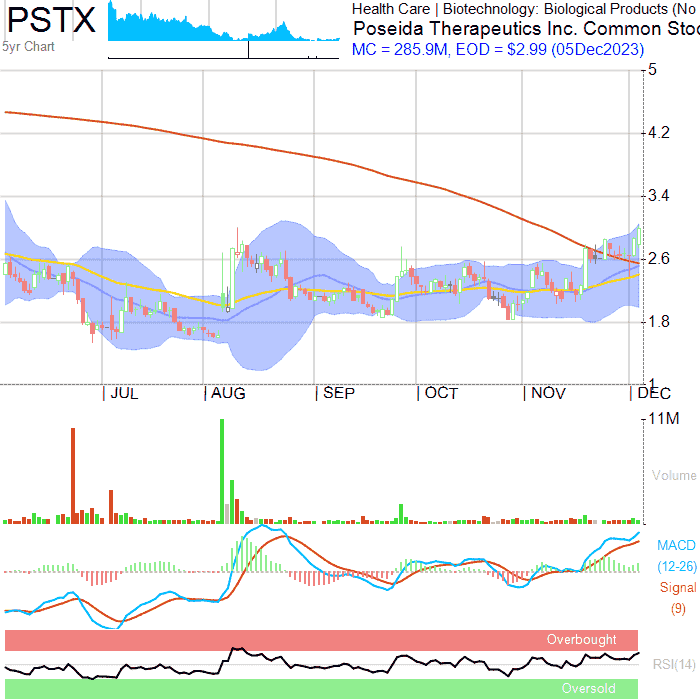 PSTX
5yr Chart
Health Care | Biotechnology: Biological Products (No
Poseida Therapeutics Inc. Common Stoc
MC = 285.9M, EOD = $2.99 (05Dec2023)
5
4.2
3.4
2.6
1.8
1
JUL AUG SEP OCT NOV DEC
11M
Volume
MACD
(12-26)
Signal
(9)
Overbought
RSI(14)
Oversold